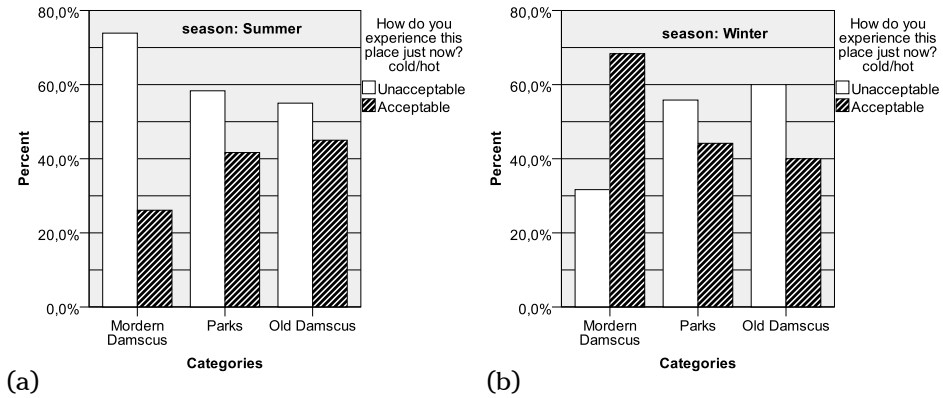 80,0%
60,0%
40,0%
20,0%
0,0%
Percent
season: Summer
How do you
experience this
place just now?
cold/hot
Unacceptable
Acceptable
Mordern
Damscus
Parks
Old Damscus
Categories
(a)
80,0%
60,0%
40,0%
20,0%
0,0%
Percent
season: Winter
How do you
experience this
place just now?
cold/hot
Unacceptable
Acceptable
Mordern
Damscus
Parks
Old Damscus
Categories
(b)